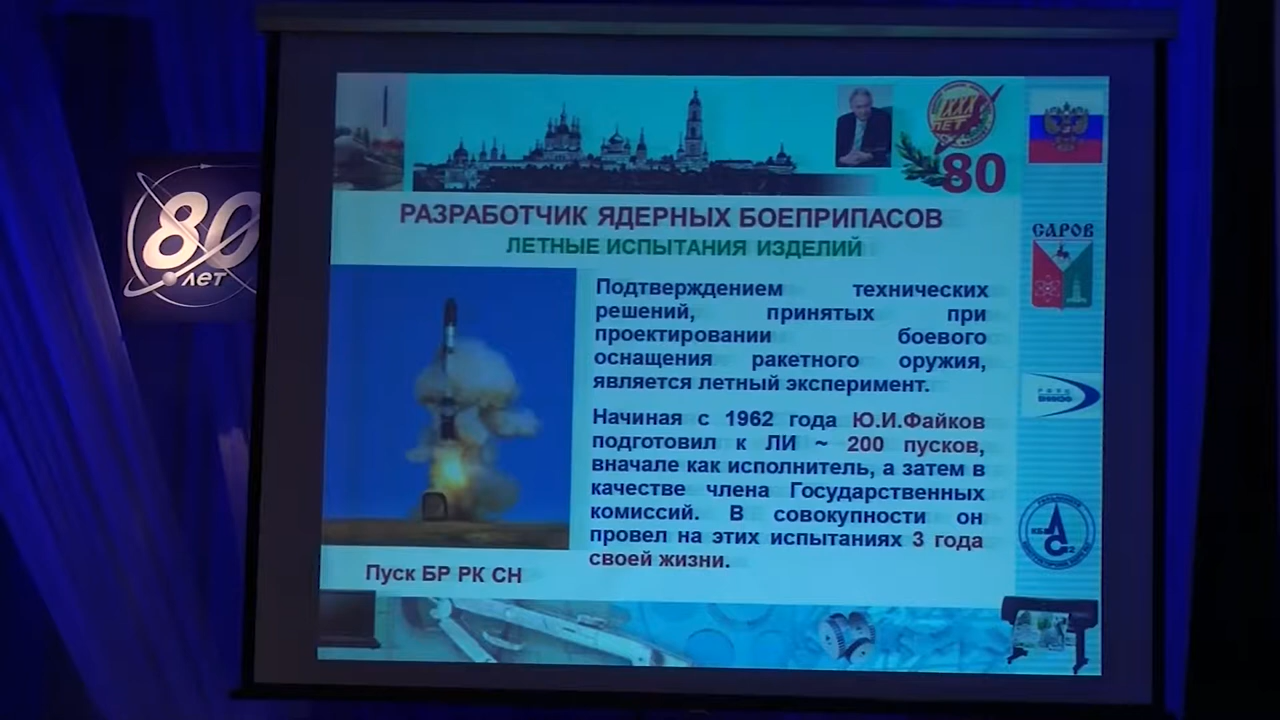 80
лет
LXXX
ЛЕТ
80
САРОВ
РАЗРАБОТЧИК ЯДЕРНЫХ БОЕПРИПАСОВ
ЛЕТНЫЕ ИСПЫТАНИЯ ИЗДЕЛИЙ
Подтверждением технических
решений, принятых при
проектировании боевого
оснащения ракетного оружия,
является летный эксперимент.
Начиная с 1962 года Ю.И.Файков
подготовил к ЛИ ~ 200 пусков,
вначале как исполнитель, а затем в
качестве члена Государственных
комиссий. В совокупности он
провел на этих испытаниях 3 года
своей жизни.
Пуск БР РК СН